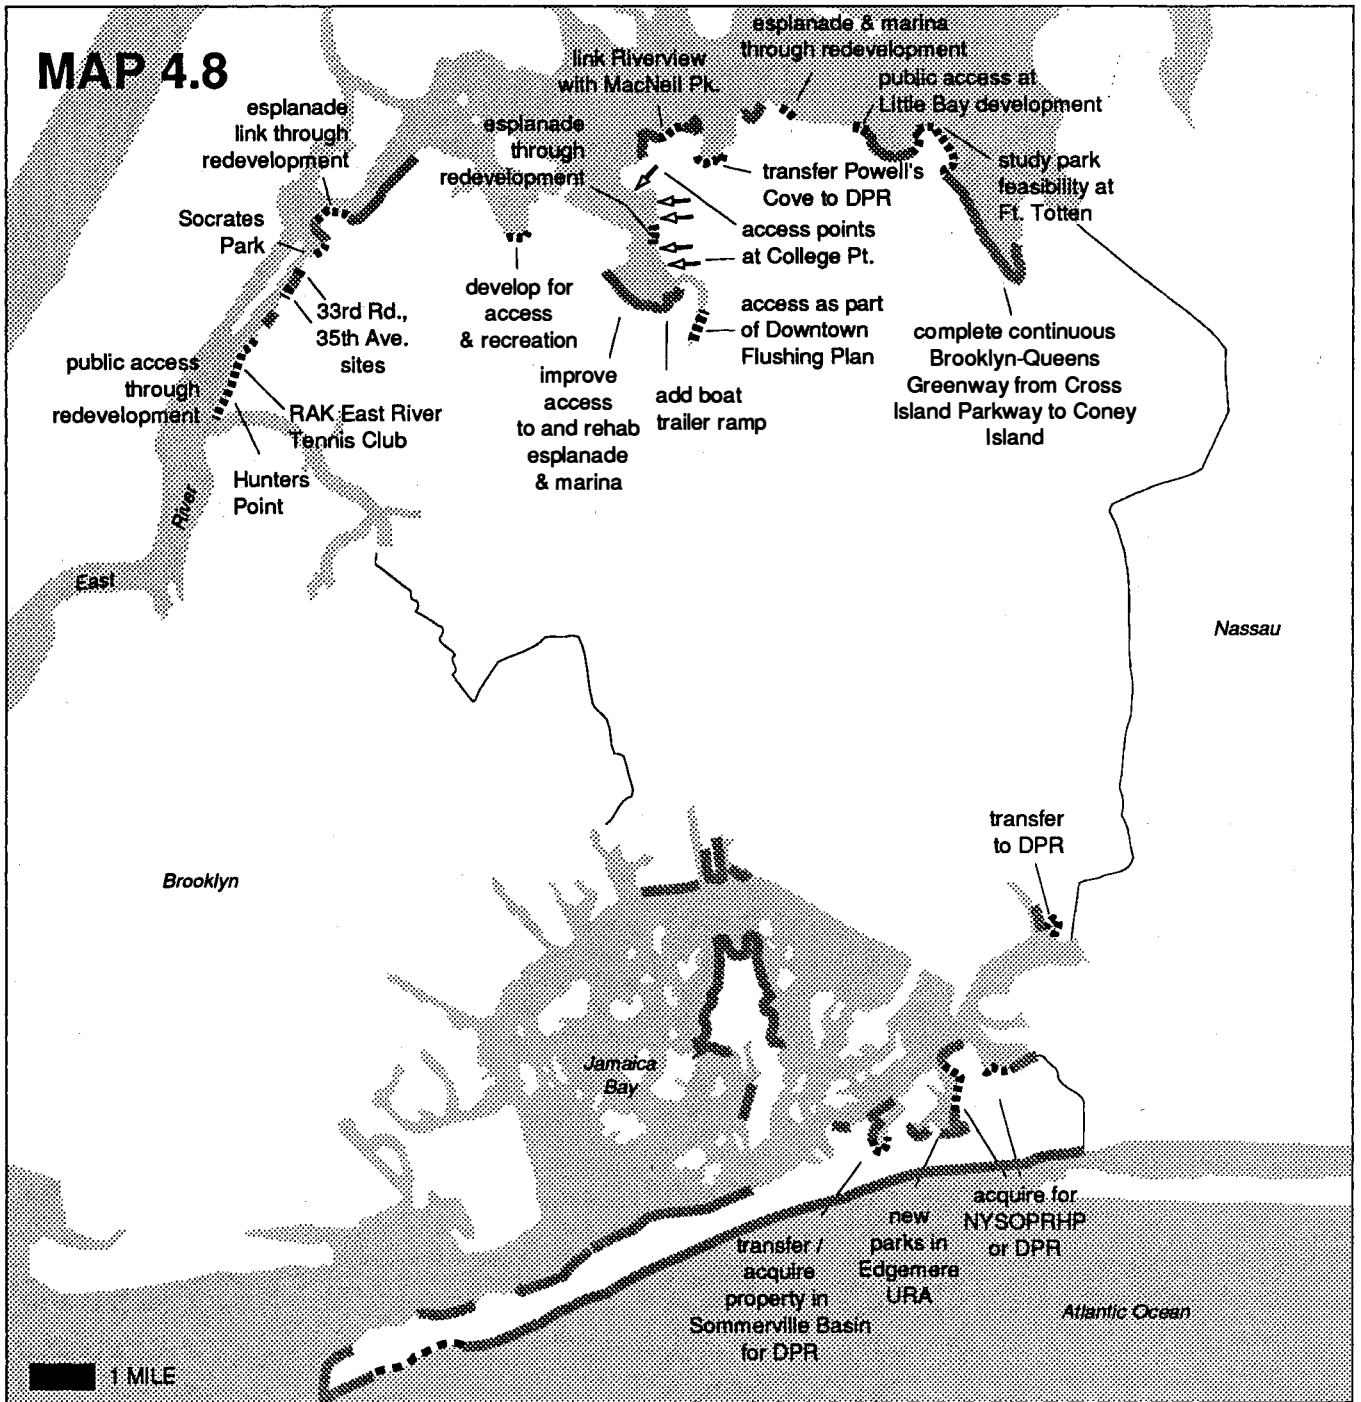 MAP 4.8
esplanade
link through
redevelopment
Socrates
Park
33rd Rd.,
35th Ave.
sites
public access
through
redevelopment
RAK East River
Tennis Club
Hunters
Point
River
East
link Riverview
with MacNeil Pk.
esplanade
through
redevelopment
develop for
access
& recreation
improve
access
to and rehab
esplanade
& marina
add boat
trailer ramp
esplanade & marina
through redevelopment
public access at
Little Bay development
transfer Powell's
Cove to DPR
access points
at College Pt.
access as part
of Downtown
Flushing Plan
study park
feasibility at
Ft. Totten
complete continuous
Brooklyn-Queens
Greenway from Cross
Island Parkway to Coney
Island
Nassau
Brooklyn
transfer
to DPR
Jamaica
Bay
transfer /
acquire
property in
Sommerville Basin
for DPR
new
parks in
Edgemere
URA
acquire for
NYSOPRHP
or DPR
Atlantic Ocean
1 MILE